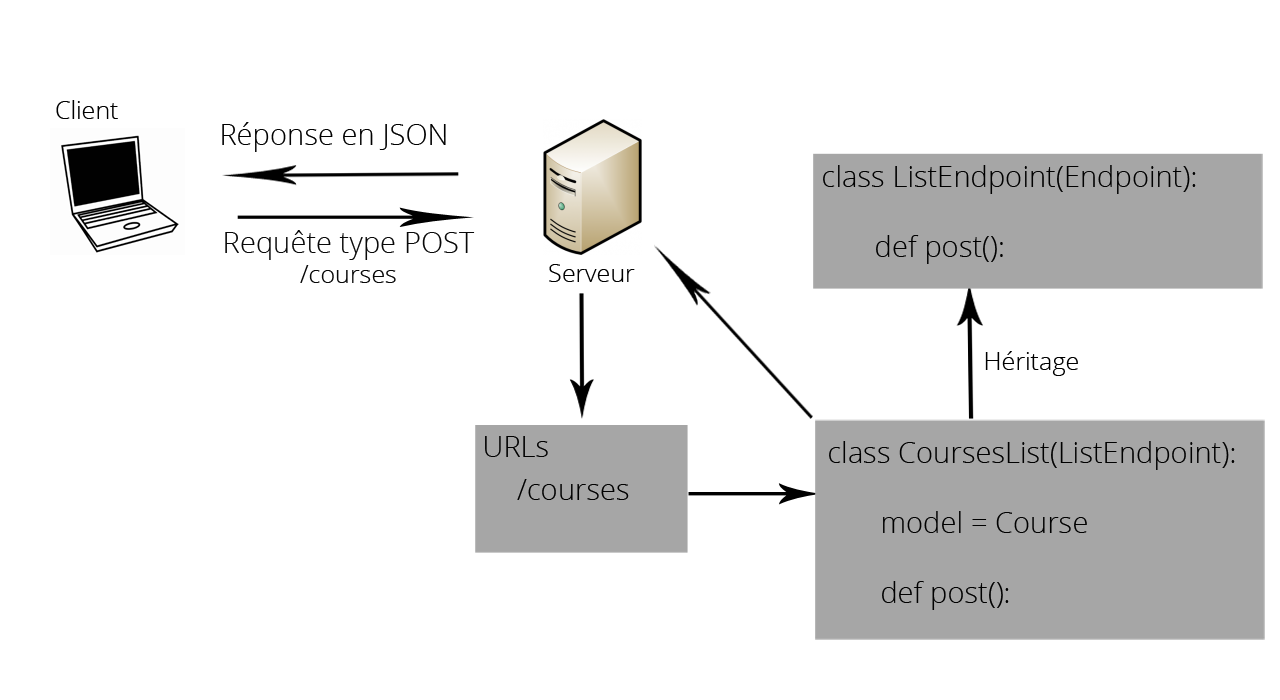 Client
Réponse en JSON
Requête type POST
/courses
Serveur
URLs
/courses
class ListEndpoint(Endpoint):
def post():
Héritage
class CoursesList(ListEndpoint):
model = Course
def post():